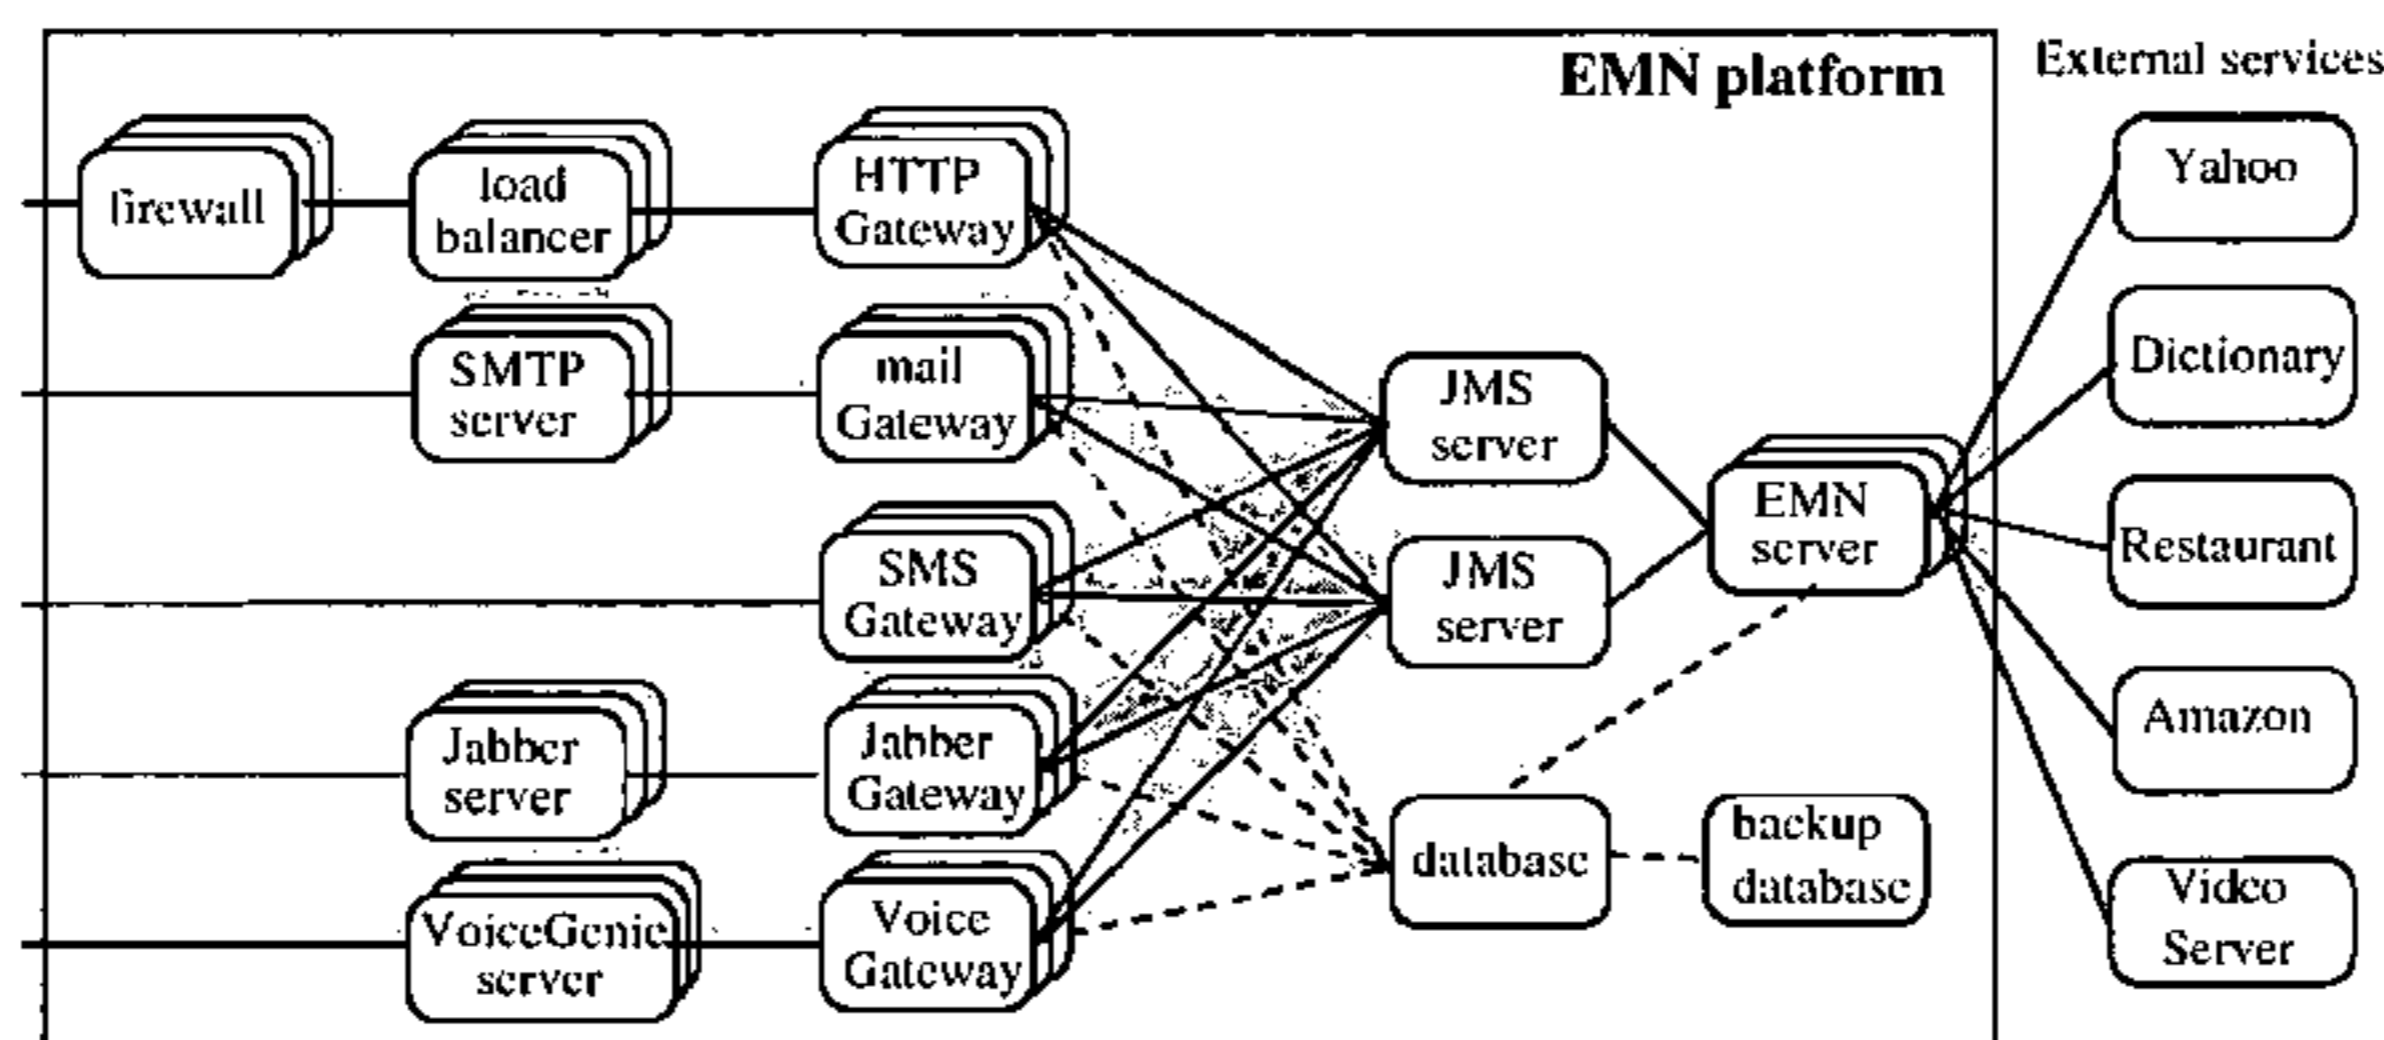 EMN platform
External services
firewall
load
balancer
HTTP
Gateway
Yahoo
SMTP
server
mail
Gateway
JMS
server
Dictionary
SMS
Gateway
JMS
server
EMN
server
Restaurant
Jabber
server
Jabber
Gateway
Amazon
VoiceGenie
server
Voice
Gateway
database
backup
database
Video
Server